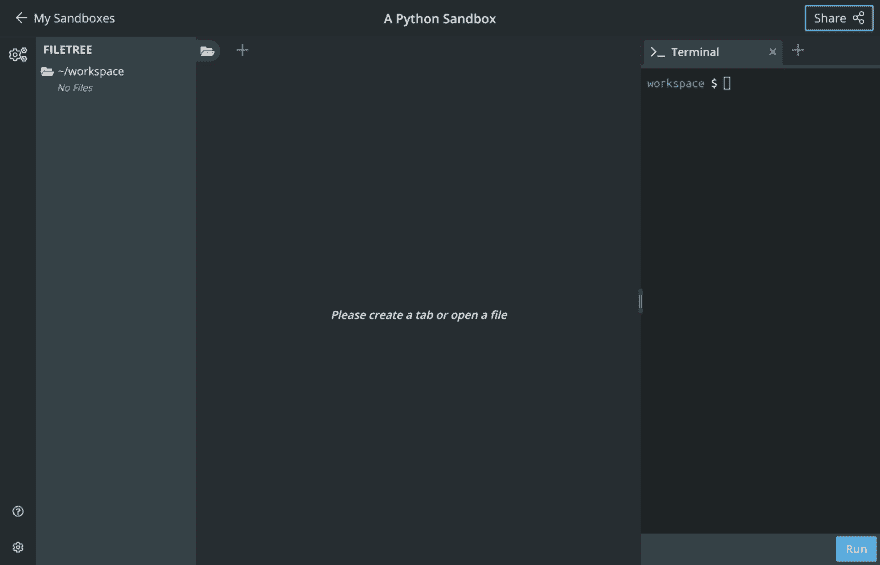 My Sandboxes
A Python Sandbox
Share
FILETREE
~/workspace
No Files
Please create a tab or open a file
>_ Terminal
workspace $
Run